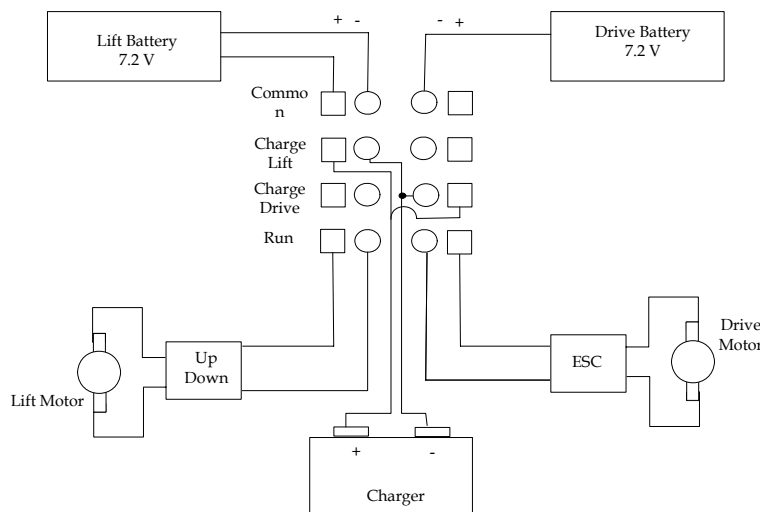 + -
- +
Lift Battery
7.2 V
Drive Battery
7.2 V
Commo
n
Charge
Lift
Charge
Drive
Run
Up
Down
ESC
Drive
Motor
Lift Motor
+ -
Charger